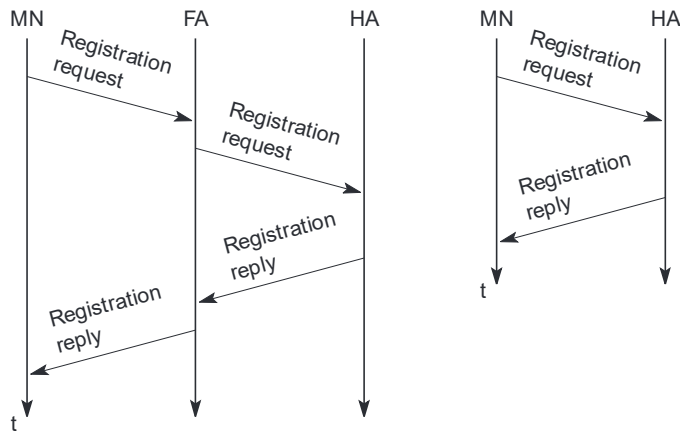 MN FA HA
Registration
request
Registration
request
Registration
reply
Registration
reply
t
MN HA
Registration
request
Registration
reply
t